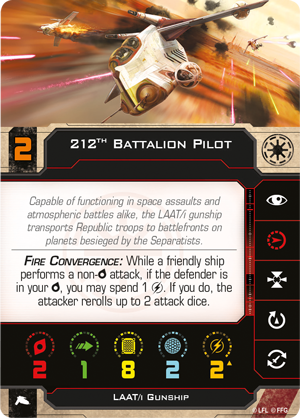 2
212TH BATTALION PILOT
Capable of functioning in space assaults and
atmospheric battles alike, the LAAT/i gunship
transports Republic troops to battlefronts on
planets besieged by the Separatists.
FIRE CONVERGENCE: While a friendly ship
performs a non- attack, if the defender is
in your , you may spend 1 . If you do, the
attacker rerolls up to 2 attack dice.
2 1 8 2 2
LAAT/I GUNSHIP
© LFL © FFG